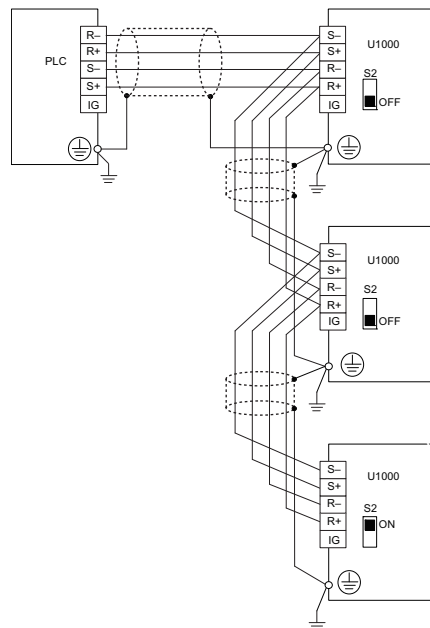 PLC
R–
R+
S–
S+
IG
S–
S+
R–
R+
IG
U1000
S2
OFF
S–
S+
R–
R+
IG
U1000
S2
OFF
S–
S+
R–
R+
IG
U1000
S2
ON